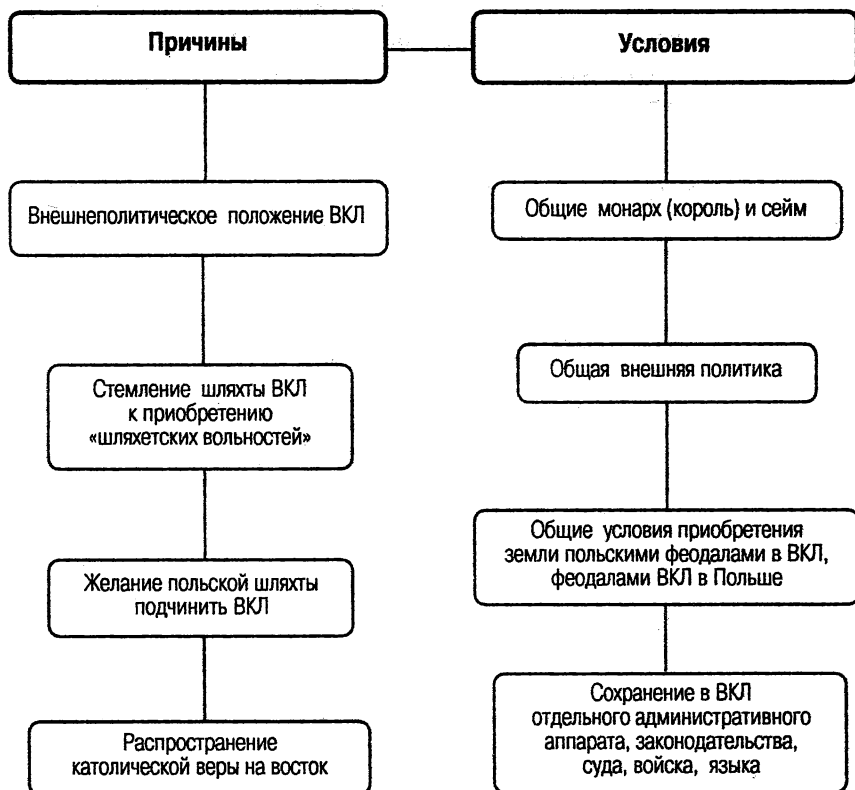 Причины
Условия
Внешнеполитическое положение ВКЛ
Общие монарх (король) и сейм
Стемление шляхты ВКЛ
к приобретению
«шляхетских вольностей»
Общая внешняя политика
Общие условия приобретения
земли польскими феодалами в ВКЛ,
феодалами ВКЛ в Польше
Желание польской шляхты
подчинить ВКЛ
Сохранение в ВКЛ
отдельного административного
аппарата, законодательства,
суда, войска, языка
Распространение
католической веры на восток